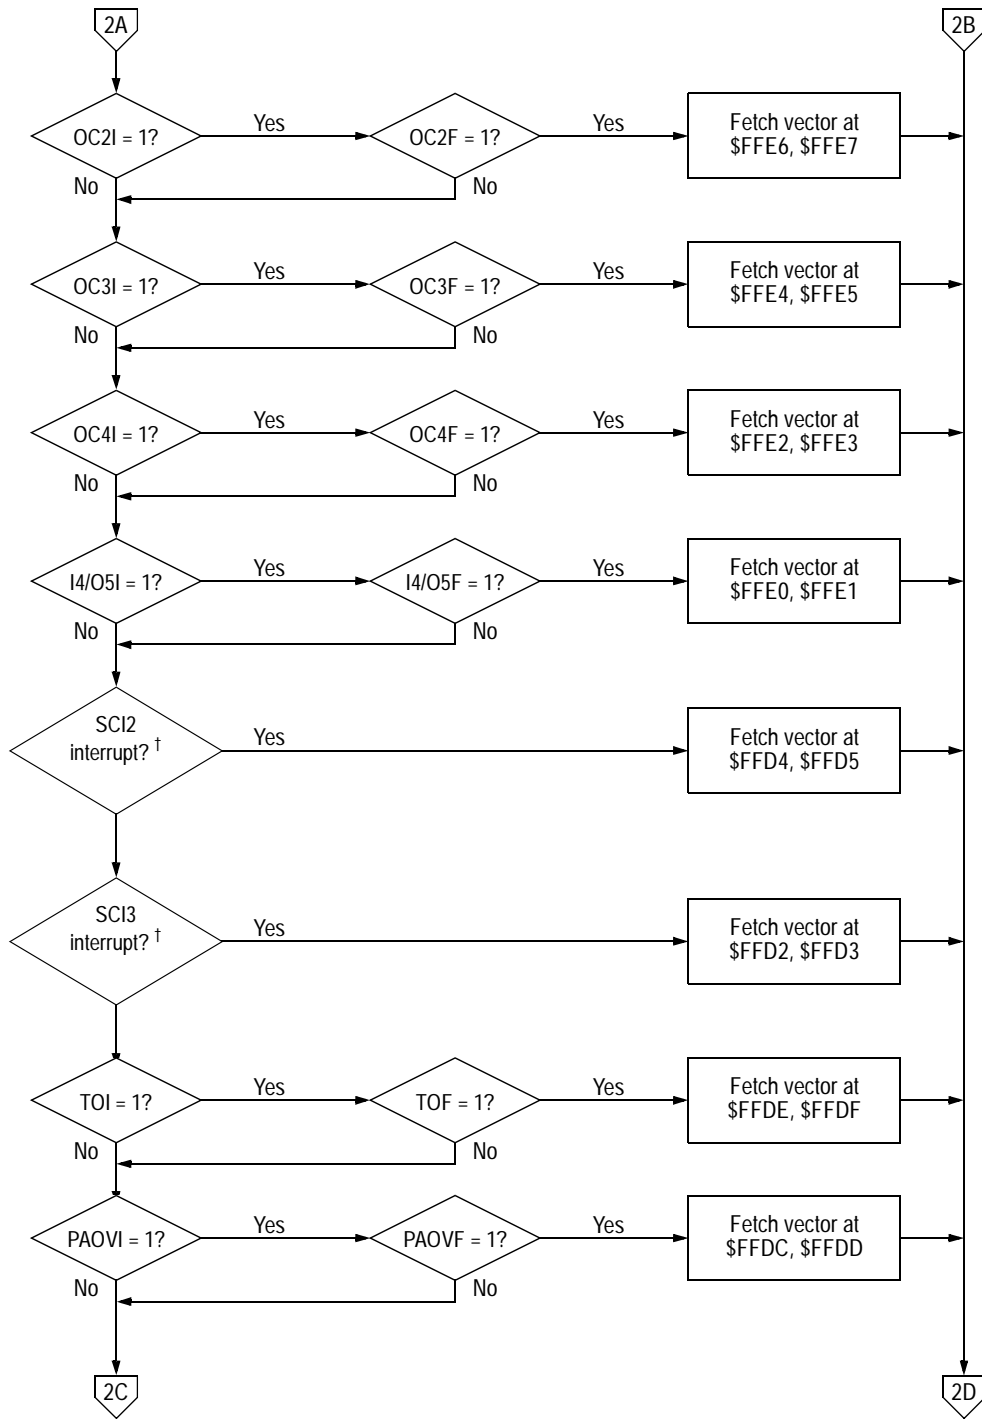 2A
2B
OC2I = 1?
Yes
OC2F = 1?
Yes
Fetch vector at
$FFE6, $FFE7
No
No
OC3I = 1?
Yes
OC3F = 1?
Yes
Fetch vector at
$FFE4, $FFE5
No
No
OC4I = 1?
Yes
OC4F = 1?
Yes
Fetch vector at
$FFE2, $FFE3
No
No
I4/O5I = 1?
Yes
I4/O5F = 1?
Yes
Fetch vector at
$FFE0, $FFE1
No
No
SCI2
interrupt? †
Yes
Fetch vector at
$FFD4, $FFD5
SCI3
interrupt? †
Yes
Fetch vector at
$FFD2, $FFD3
TOI = 1?
Yes
TOF = 1?
Yes
Fetch vector at
$FFDE, $FFDF
No
No
PAOVI = 1?
Yes
PAOVF = 1?
Yes
Fetch vector at
$FFDC, $FFDD
No
No
2C
2D